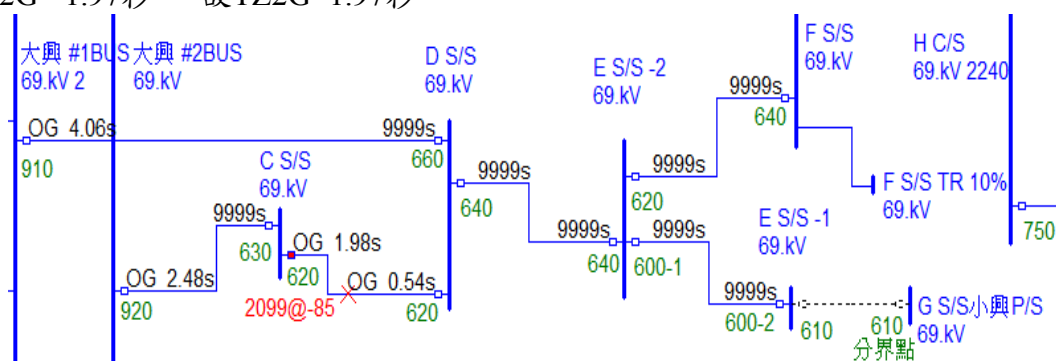 大興 #1BUS
69.kV 2
大興 #2BUS
69.kV
D S/S
69.kV
E S/S -2
69.kV
F S/S
69.kV
H C/S
69.kV 2240
OG 4.06s
910
9999s
660
C S/S
69.kV
9999s
630
OG 1.98s
620
OG 2.48s
920
2099@-85
OG 0.54s
620
9999s
640
9999s
640
9999s
620
9999s
640
F S/S TR 10%
69.kV
9999s
600-1
E S/S -1
69.kV
9999s
600-2
610
610
分界點
G S/S小興P/S
69.kV
750